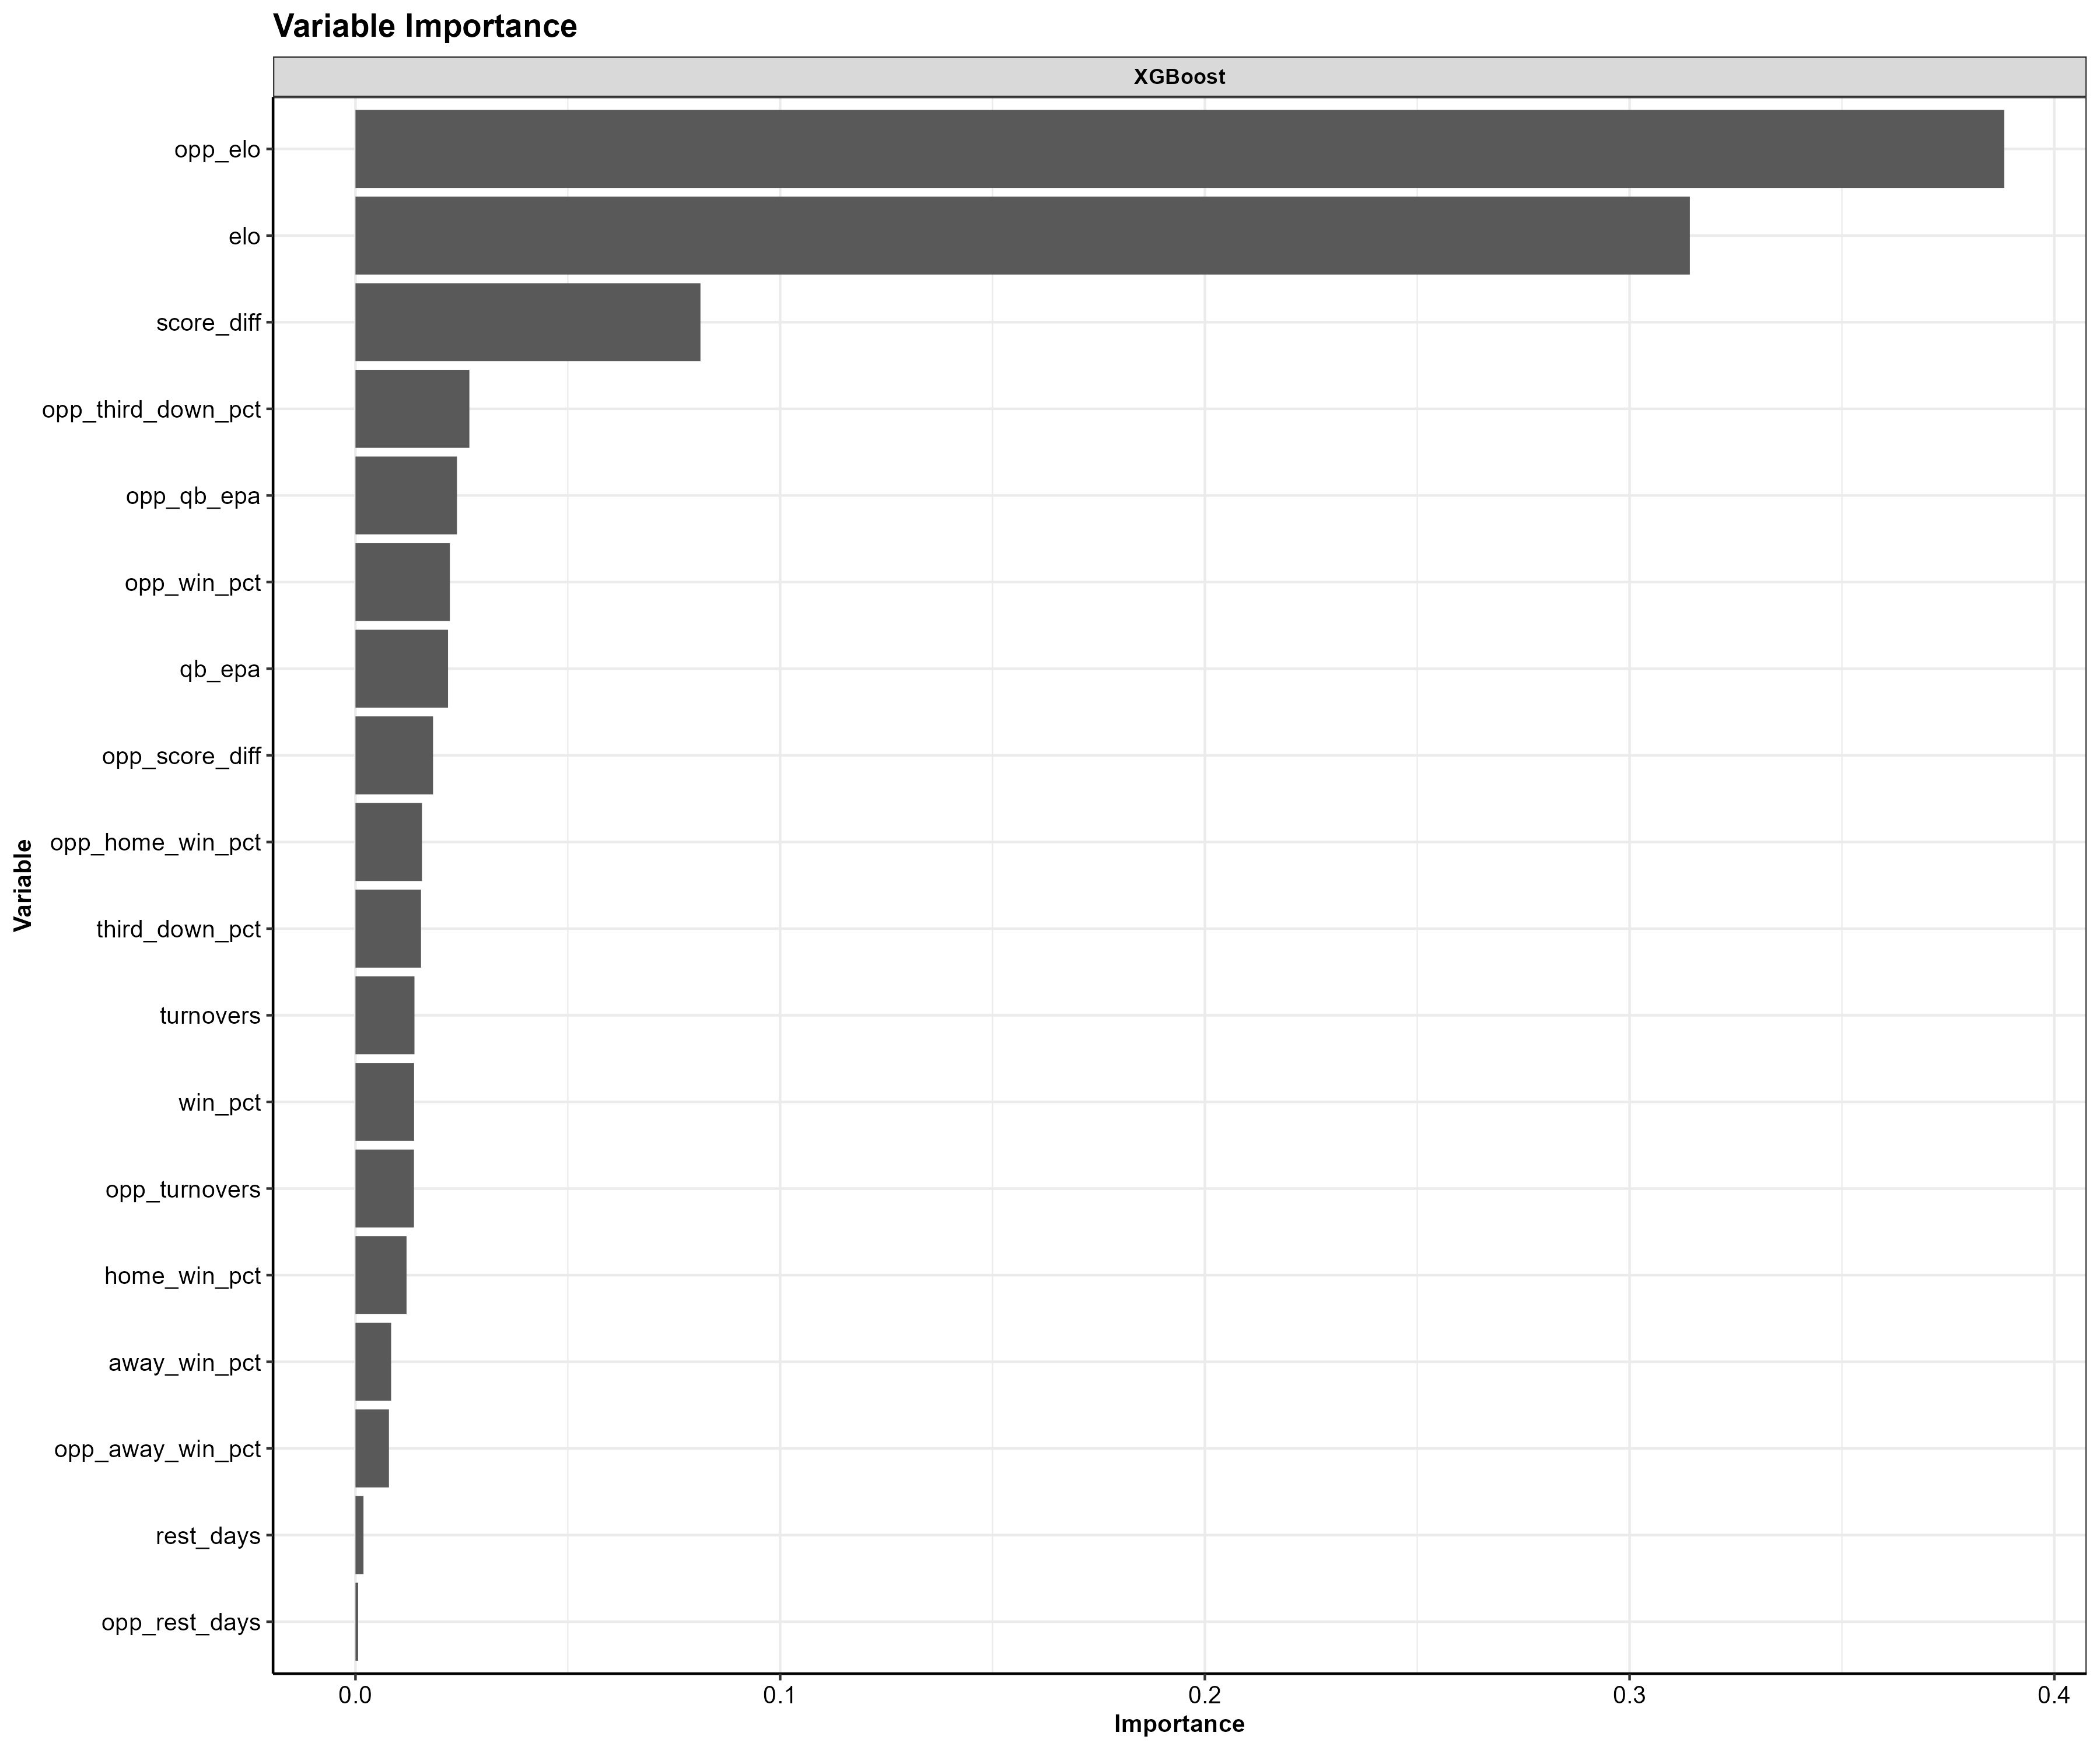 Variable Importance
XGBoost
opp_elo
elo
score_diff
opp_third_down_pct
opp_qb_epa
opp_win_pct
qb_epa
opp_score_diff
opp_home_win_pct
third_down_pct
turnovers
win_pct
opp_turnovers
home_win_pct
away_win_pct
opp_away_win_pct
rest_days
opp_rest_days
Variable
0.0 0.1 0.2 0.3 0.4
Importance